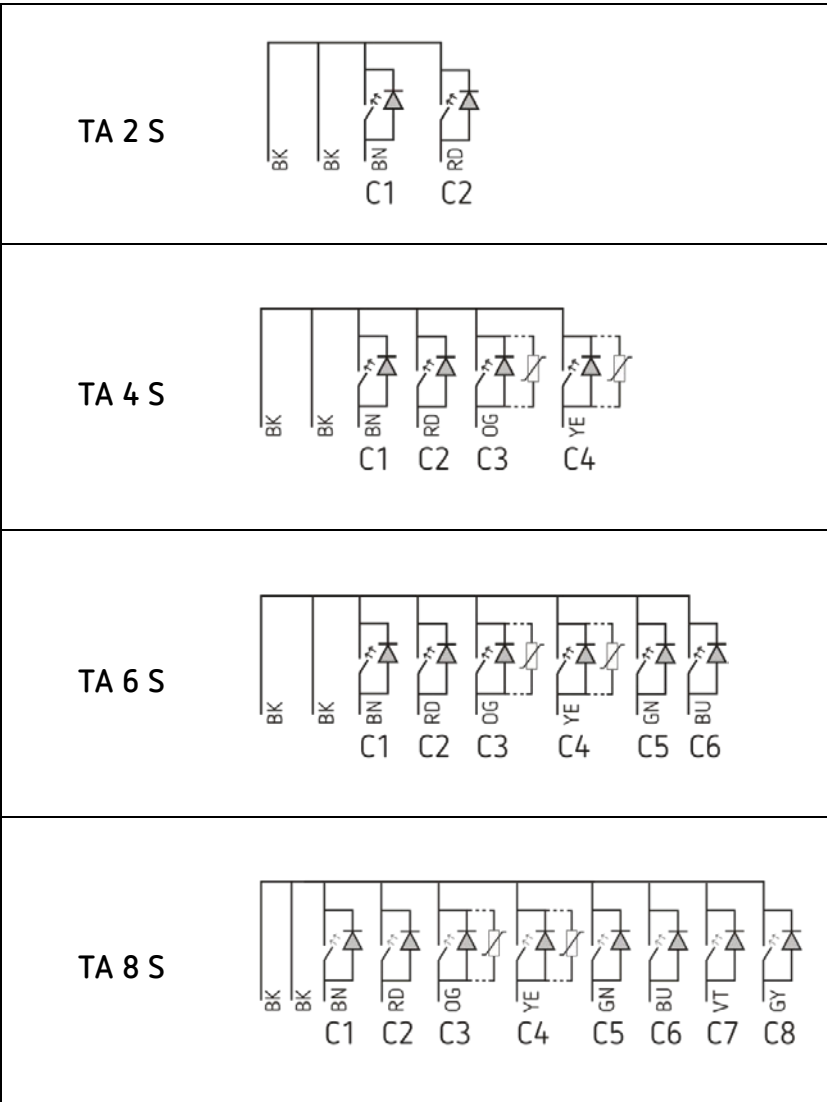 TA 2 S
BK BK BN RD
C1 C2
TA 4 S
BK BK BN RD OG YE
C1 C2 C3 C4
TA 6 S
BK BK BN RD OG YE GN BU
C1 C2 C3 C4 C5 C6
TA 8 S
BK BK BN RD OG YE GN BU VT GY
C1 C2 C3 C4 C5 C6 C7 C8